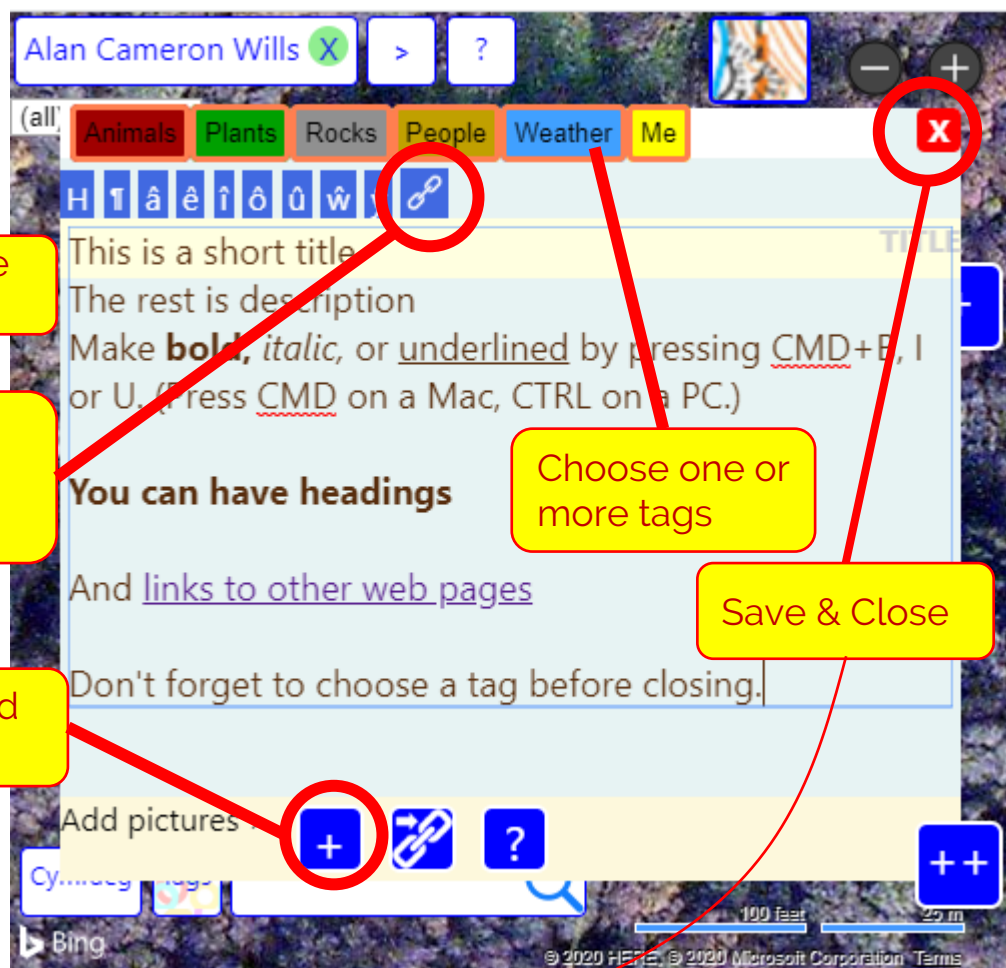 Alan Cameron Wills X > ?
− +
(all)
Animals Plants Rocks People Weather Me X
H ¶ â ê î ô û ŵ
This is a short title TITLE
The rest is description
Make bold, italic, or underlined by pressing CMD+B, I
or U. (Press CMD on a Mac, CTRL on a PC.)
Choose one or
more tags
You can have headings
And links to other web pages
Save & Close
Don't forget to choose a tag before closing.
Add pictures
+ ?
++
100 feet 25 m
Bing
© 2020 HERE, © 2020 Microsoft Corporation Terms